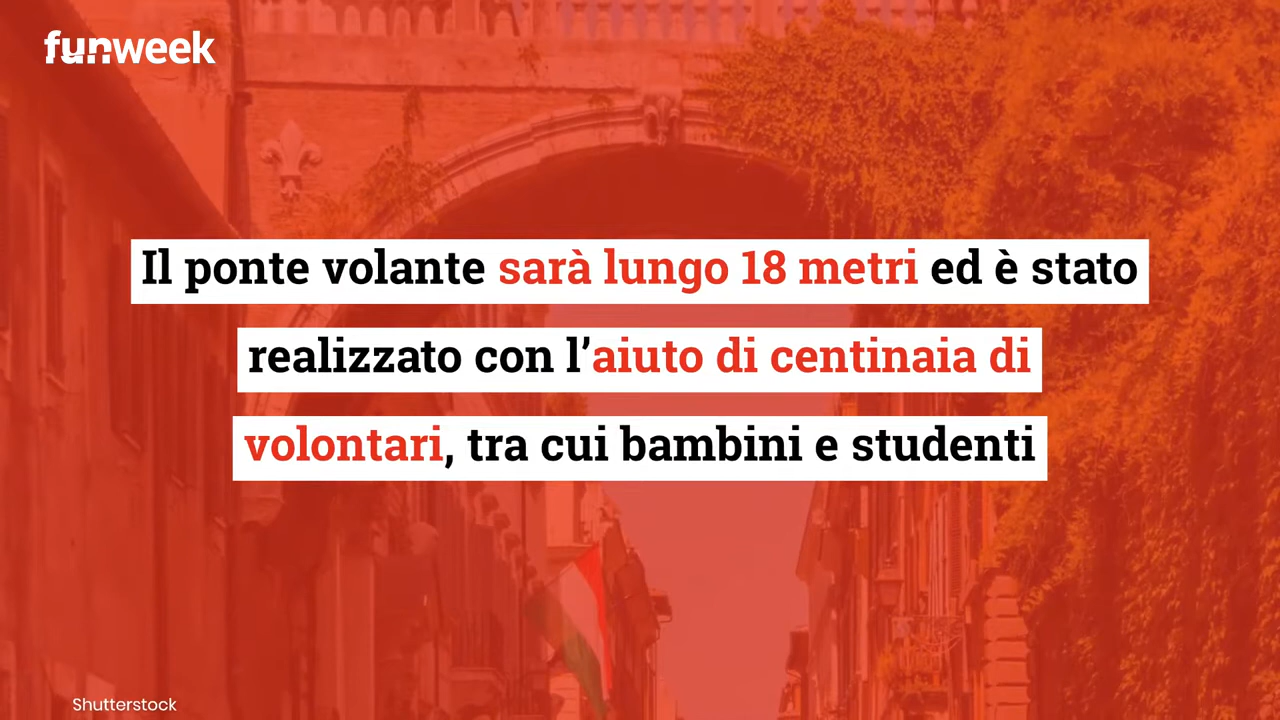 funweek
Il ponte volante sarà lungo 18 metri ed è stato
realizzato con l’aiuto di centinaia di
volontari, tra cui bambini e studenti
Shutterstock